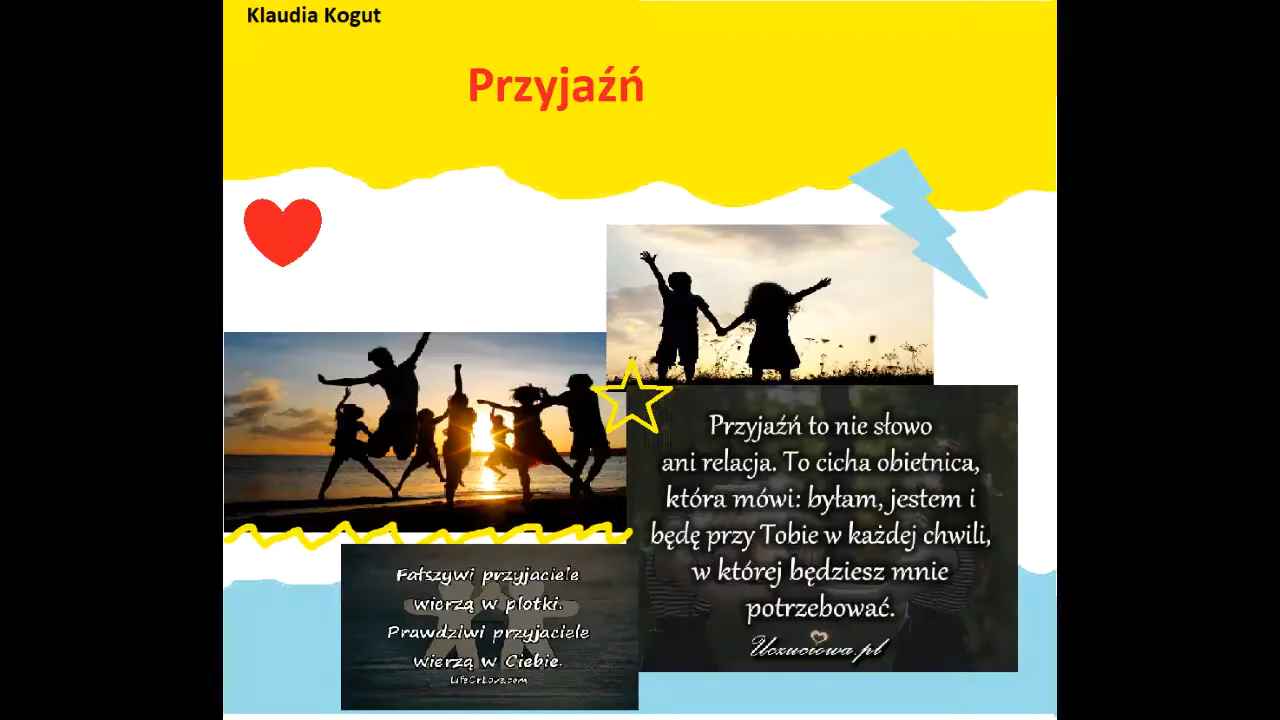 Klaudia Kogut
Przyjaźń
Przyjaźń to nie słowo
ani relacja. To cicha obietnica,
która mówi: byłam, jestem i
będę przy Tobie w każdej chwili,
w której będziesz mnie
potrzebować.
Uczuciowa.pl
Fałszywi przyjaciele
wierzą w plotki.
Prawdziwi przyjaciele
wierzą w Ciebie.
LifeOrLove.com